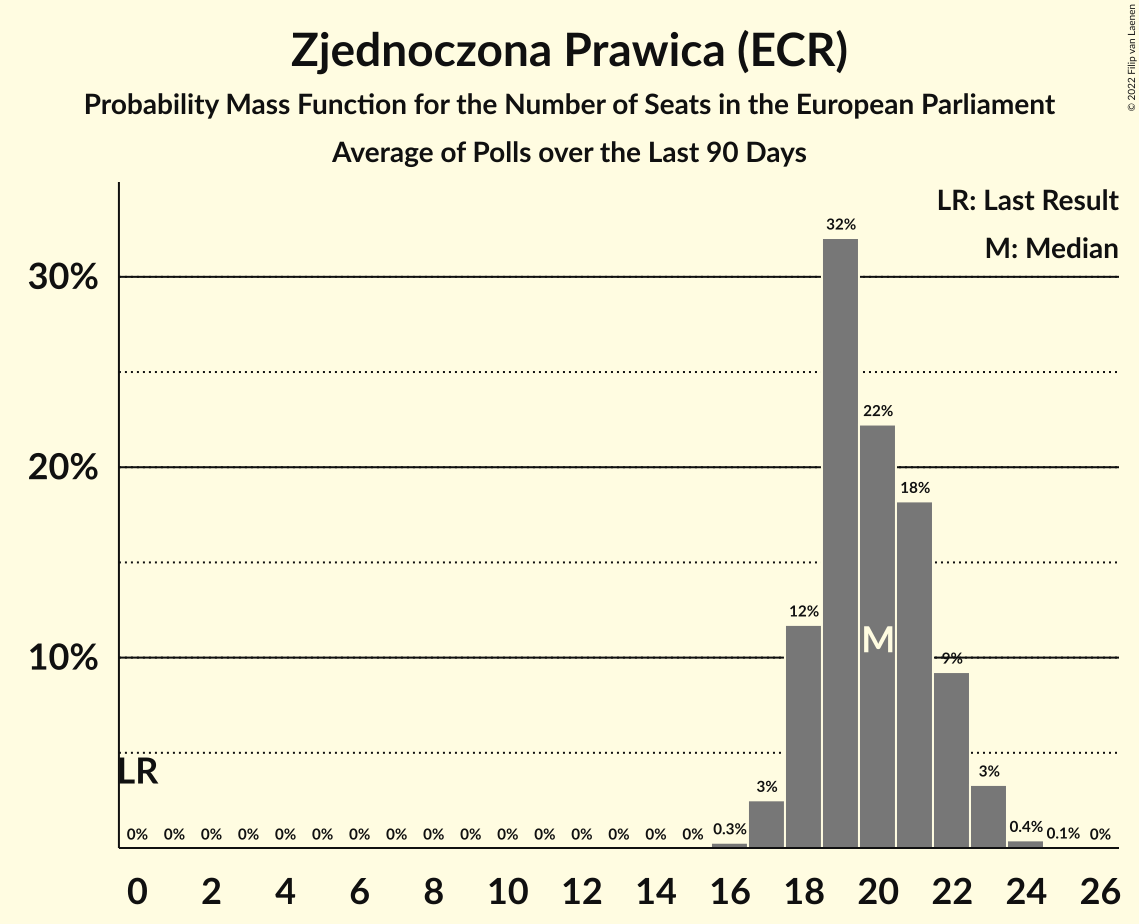 Zjednoczona Prawica (ECR)
Probability Mass Function for the Number of Seats in the European Parliament
Average of Polls over the Last 90 Days
© 2022 Filip van Laenen
LR: Last Result
M: Median
30%
20%
10%
32%
22%
18%
12%
9%
M
LR
3%
3%
0% 0% 0% 0% 0% 0% 0% 0% 0% 0% 0% 0% 0% 0% 0% 0% 0.3% 0.4% 0.1% 0%
0 2 4 6 8 10 12 14 16 18 20 22 24 26